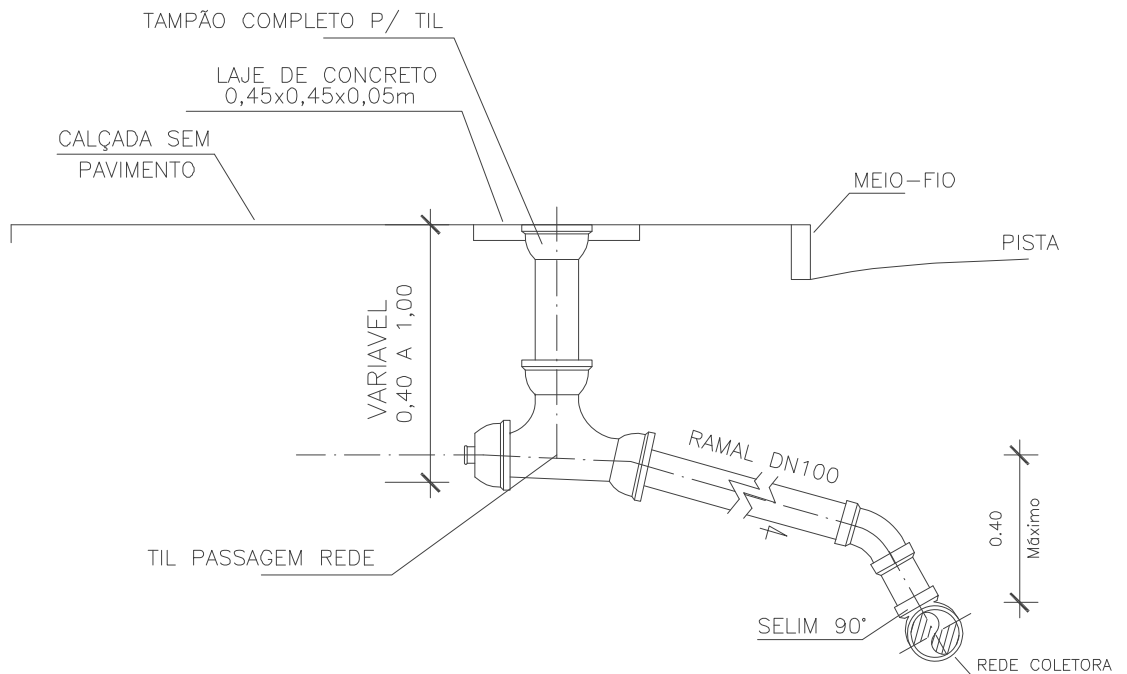 TAMPÃO COMPLETO P/ TIL
LAJE DE CONCRETO
0,45x0,45x0,05m
CALÇADA SEM
PAVIMENTO
MEIO-FIO
PISTA
VARIAVEL
0,40 A 1,00
RAMAL DN100
0.40
Máximo
TIL PASSAGEM REDE
SELIM 90°
REDE COLETORA